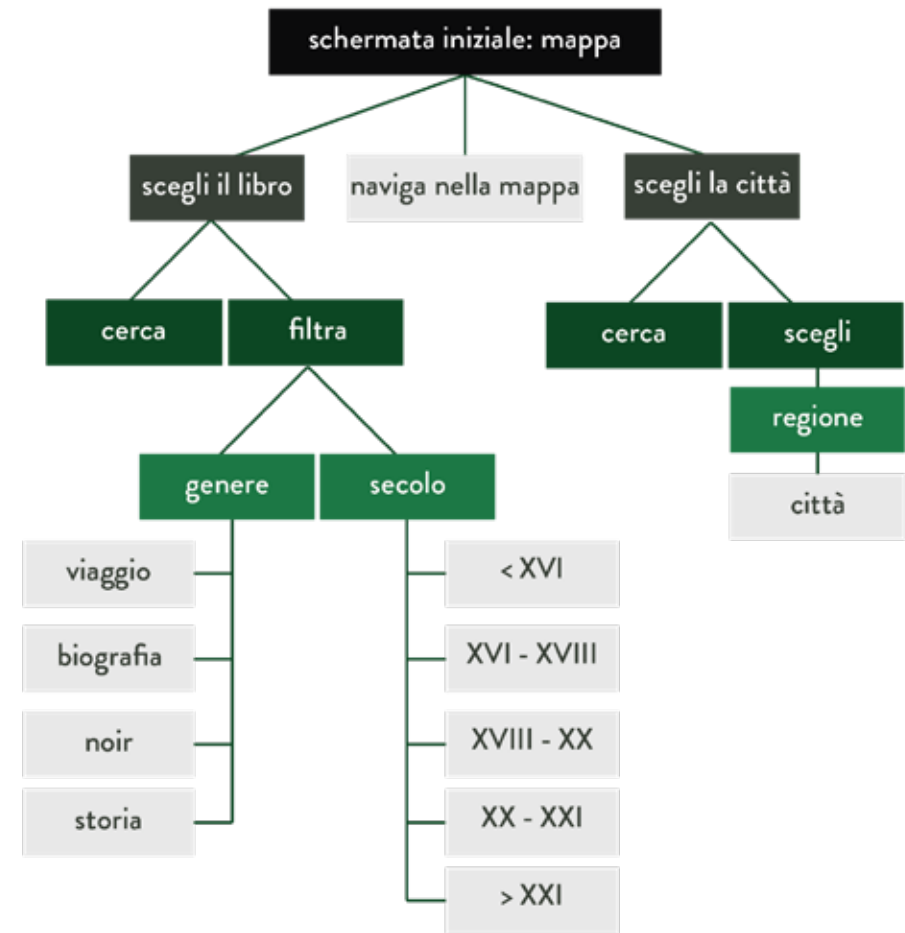 schermata iniziale: mappa
scegli il libro
naviga nella mappa
scegli la città
cerca
filtra
cerca
scegli
regione
città
genere
secolo
viaggio
biografia
noir
storia
< XVI
XVI - XVIII
XVIII - XX
XX - XXI
> XXI